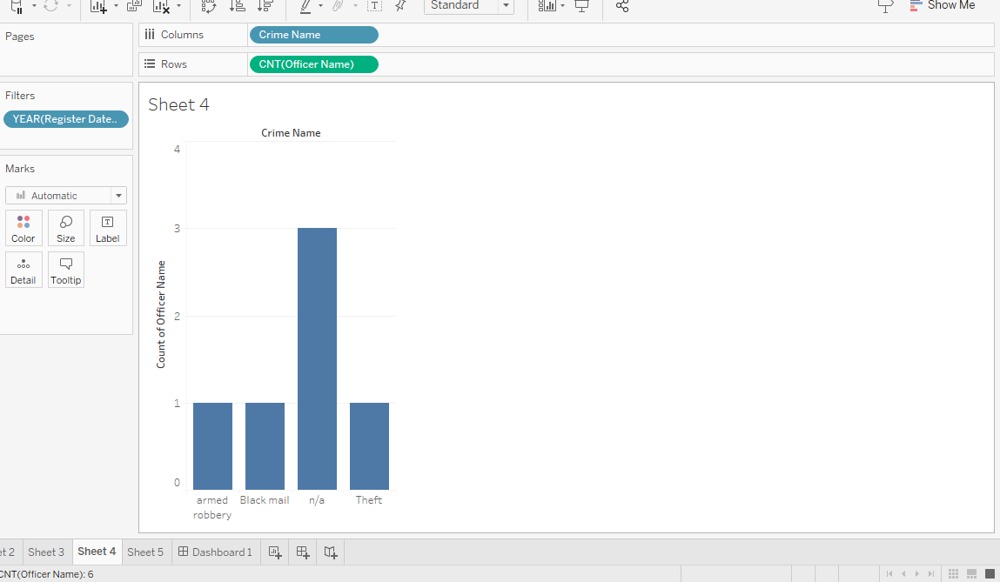 Standard
Show Me
Pages
Columns
Crime Name
Rows
CNT(Officer Name)
Filters
YEAR(Register Date..
Marks
Automatic
Color
Size
Label
Detail
Tooltip
Sheet 4
Crime Name
Count of Officer Name
4
3
2
1
0
armed robbery
Black mail
n/a
Theft
et 2
Sheet 3
Sheet 4
Sheet 5
Dashboard 1
CNT(Officer Name): 6